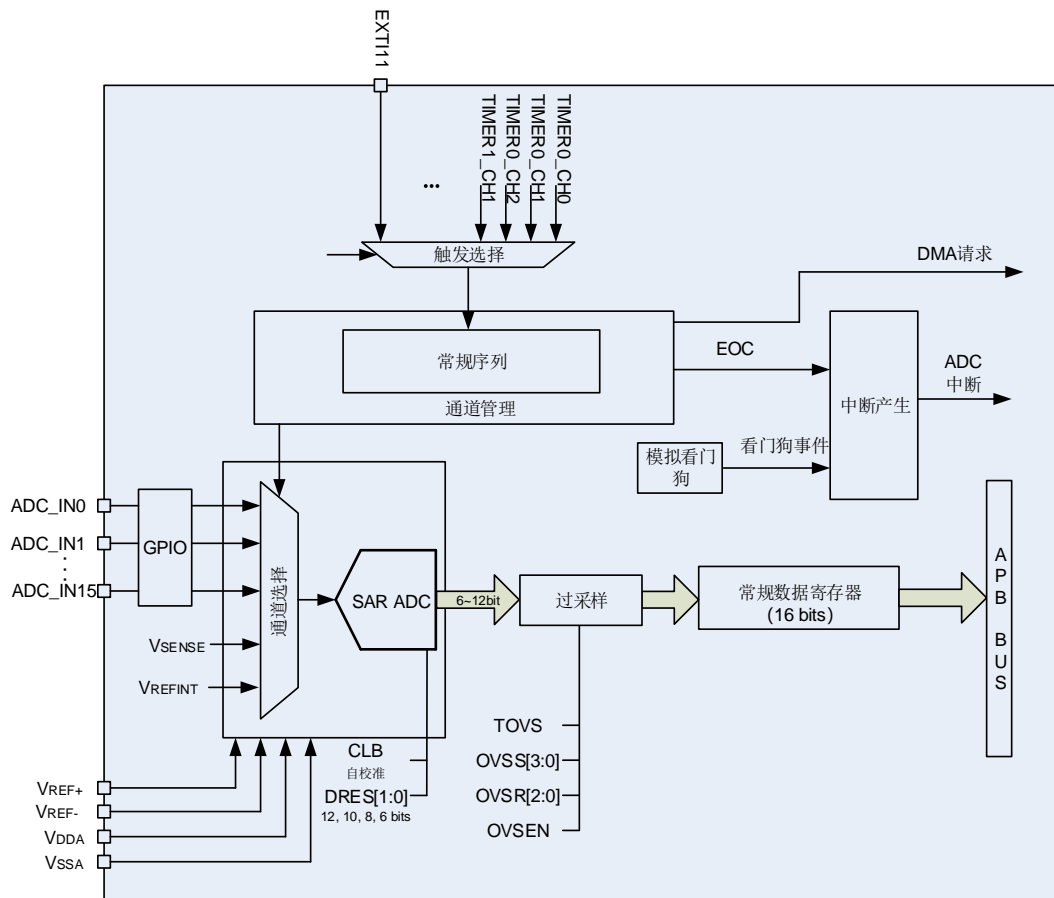 EXTI11
TIMER1_CH1
TIMER0_CH2
TIMER0_CH1
TIMER0_CH0
...
触发选择
DMA请求
常规序列
通道管理
EOC
ADC
中断
中断产生
模拟看门
狗
看门狗事件
ADC_IN0
ADC_IN1
ADC_IN15
GPIO
通道选择
SAR ADC
6~12bit
过采样
常规数据寄存器
(16 bits)
APB BUS
VSENSE
VREFINT
CLB
自校准
DRES[1:0]
12, 10, 8, 6 bits
TOVS
OVSS[3:0]
OVSR[2:0]
OVSEN
VREF+
VREF-
VDDA
VSSA